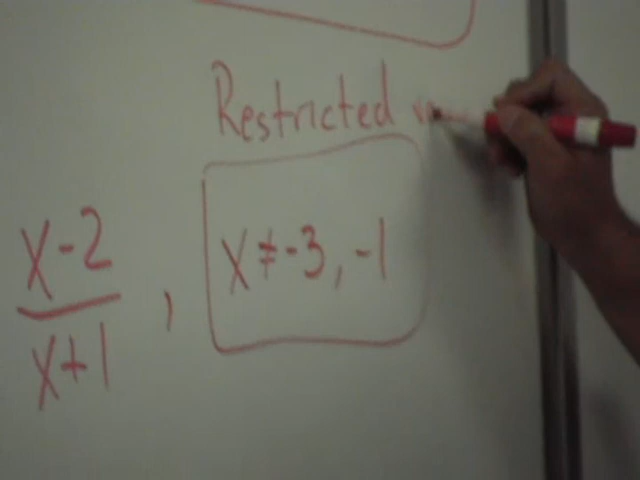 Restricted
x-2
x+1 , x ≠ -3, -1